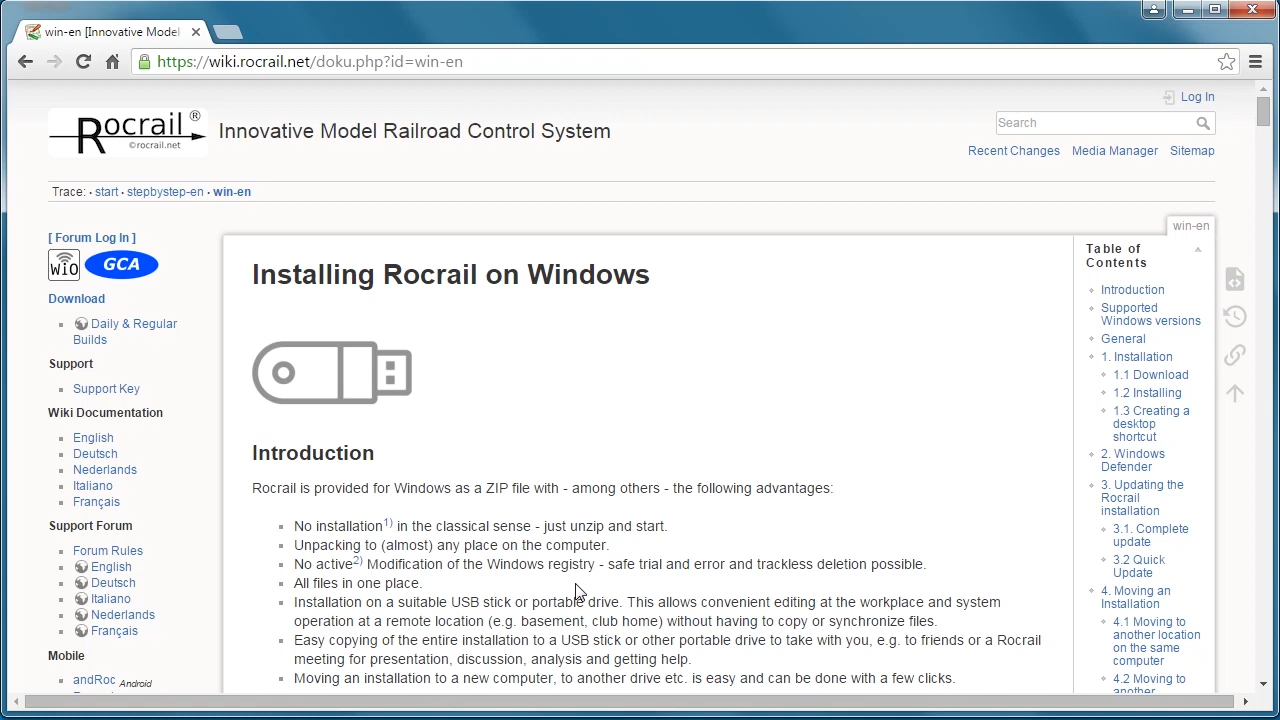 win-en [Innovative Model
https://wiki.rocrail.net/doku.php?id=win-en
Log In
Rocrail ®
©rocrail.net
Innovative Model Railroad Control System
Search
Recent Changes Media Manager Sitemap
Trace: • start • stepbystep-en • win-en
[ Forum Log In ]
WIO GCA
Download
Daily & Regular
Builds
Support
Support Key
Wiki Documentation
English
Deutsch
Nederlands
Italiano
Français
Support Forum
Forum Rules
English
Deutsch
Italiano
Nederlands
Français
Mobile
andRoc Android
Installing Rocrail on Windows
Introduction
Rocrail is provided for Windows as a ZIP file with - among others - the following advantages:
No installation1) in the classical sense - just unzip and start.
Unpacking to (almost) any place on the computer.
No active2) Modification of the Windows registry - safe trial and error and trackless deletion possible.
All files in one place.
Installation on a suitable USB stick or portable drive. This allows convenient editing at the workplace and system
operation at a remote location (e.g. basement, club home) without having to copy or synchronize files.
Easy copying of the entire installation to a USB stick or other portable drive to take with you, e.g. to friends or a Rocrail
meeting for presentation, discussion, analysis and getting help.
Moving an installation to a new computer, to another drive etc. is easy and can be done with a few clicks.
win-en
Table of
Contents
Introduction
Supported
Windows versions
General
1. Installation
1.1 Download
1.2 Installing
1.3 Creating a
desktop
shortcut
2. Windows
Defender
3. Updating the
Rocrail
installation
3.1. Complete
update
3.2 Quick
Update
4. Moving an
Installation
4.1 Moving to
another location
on the same
computer
4.2 Moving to
another